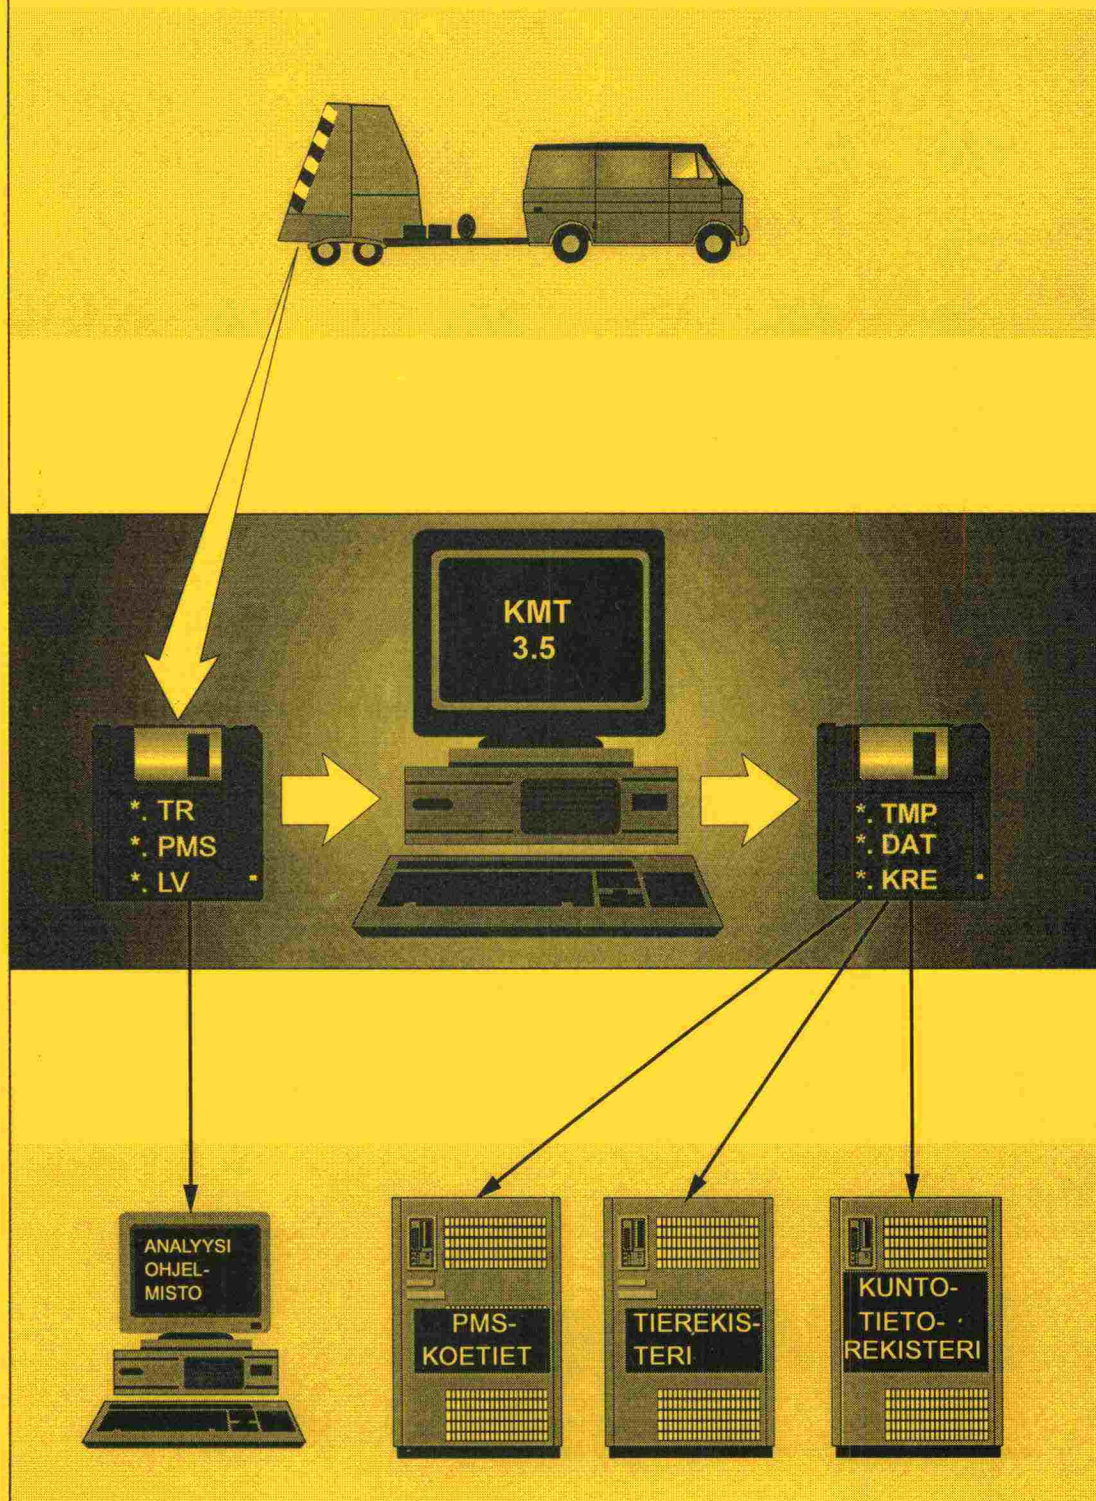 KMT
3.5
*. TR
*. PMS
*. LV
*. TMP
*. DAT
*. KRE
ANALYYSI
OHJEL-
MISTO
PMS-
KOETIET
TIEREKIS-
TERI
KUNTO-
TIETO-
REKISTERI